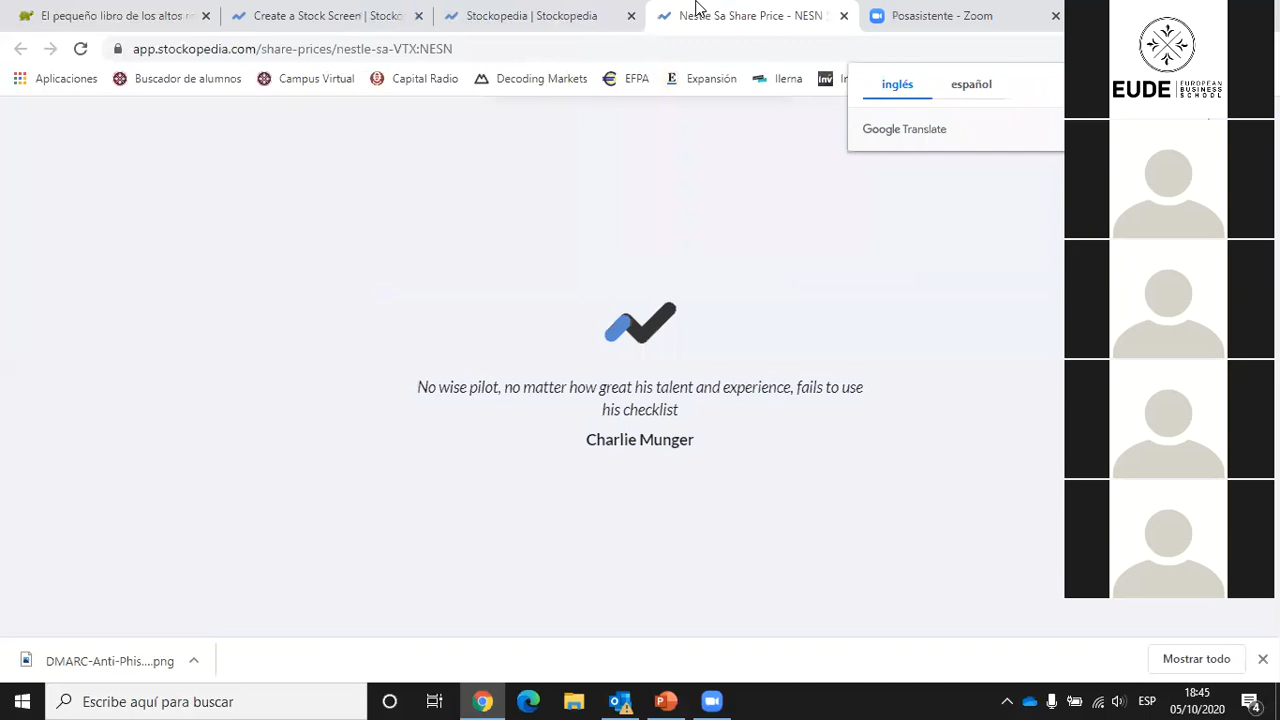 El pequeño libro de los altos r
Create a Stock Screen | Stocko
Stockopedia | Stockopedia
Nestle Sa Share Price - NESN
Posasistente - Zoom
app.stockopedia.com/share-prices/nestle-sa-VTX:NESN
Aplicaciones
Buscador de alumnos
Campus Virtual
Capital Radio
Decoding Markets
EFPA
Expansión
Ilerna
Inv
inglés
español
Google Translate
EUDE
EUROPEAN
BUSINESS
SCHOOL
No wise pilot, no matter how great his talent and experience, fails to use
his checklist
Charlie Munger
DMARC-Anti-Phis....png
Mostrar todo
Escribe aquí para buscar
ESP
18:45
05/10/2020
4